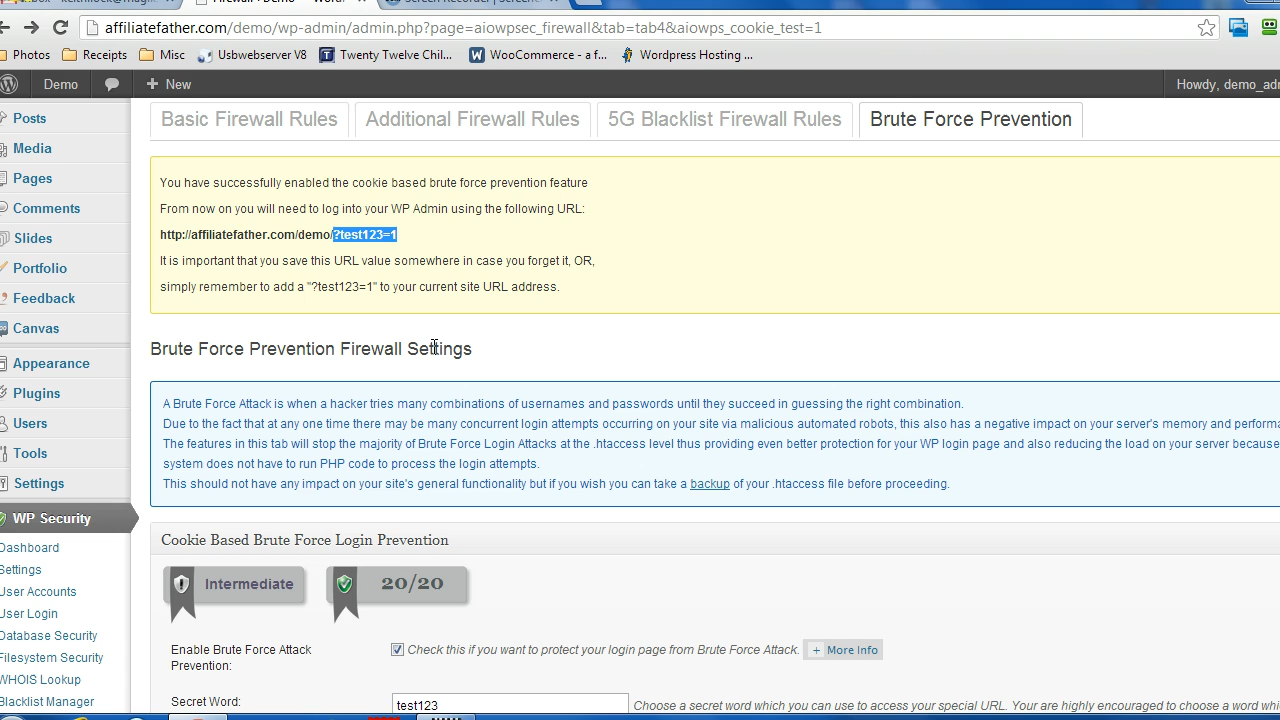 affiliatefather.com/demo/wp-admin/admin.php?page=aiowpsec_firewall&tab=tab4&aiowps_cookie_test=1
Photos Receipts Misc Usbwebserver V8 Twenty Twelve Chil... WooCommerce - a f... Wordpress Hosting ...
Demo + New Howdy, demo_ad
Basic Firewall Rules Additional Firewall Rules 5G Blacklist Firewall Rules Brute Force Prevention
Posts
Media
Pages
Comments
Slides
Portfolio
Feedback
Canvas
Appearance
Plugins
Users
Tools
Settings
WP Security
Dashboard
Settings
User Accounts
User Login
Database Security
Filesystem Security
WHOIS Lookup
Blacklist Manager
You have successfully enabled the cookie based brute force prevention feature
From now on you will need to log into your WP Admin using the following URL:
http://affiliatefather.com/demo/?test123=1
It is important that you save this URL value somewhere in case you forget it, OR,
simply remember to add a "?test123=1" to your current site URL address.
Brute Force Prevention Firewall Settings
A Brute Force Attack is when a hacker tries many combinations of usernames and passwords until they succeed in guessing the right combination.
Due to the fact that at any one time there may be many concurrent login attempts occurring on your site via malicious automated robots, this also has a negative impact on your server's memory and performa
The features in this tab will stop the majority of Brute Force Login Attacks at the .htaccess level thus providing even better protection for your WP login page and also reducing the load on your server because
system does not have to run PHP code to process the login attempts.
This should not have any impact on your site's general functionality but if you wish you can take a backup of your .htaccess file before proceeding.
Cookie Based Brute Force Login Prevention
Intermediate 20/20
Enable Brute Force Attack
Prevention:
Check this if you want to protect your login page from Brute Force Attack. + More Info
Secret Word: test123 Choose a secret word which you can use to access your special URL. You are highly encouraged to choose a word whi